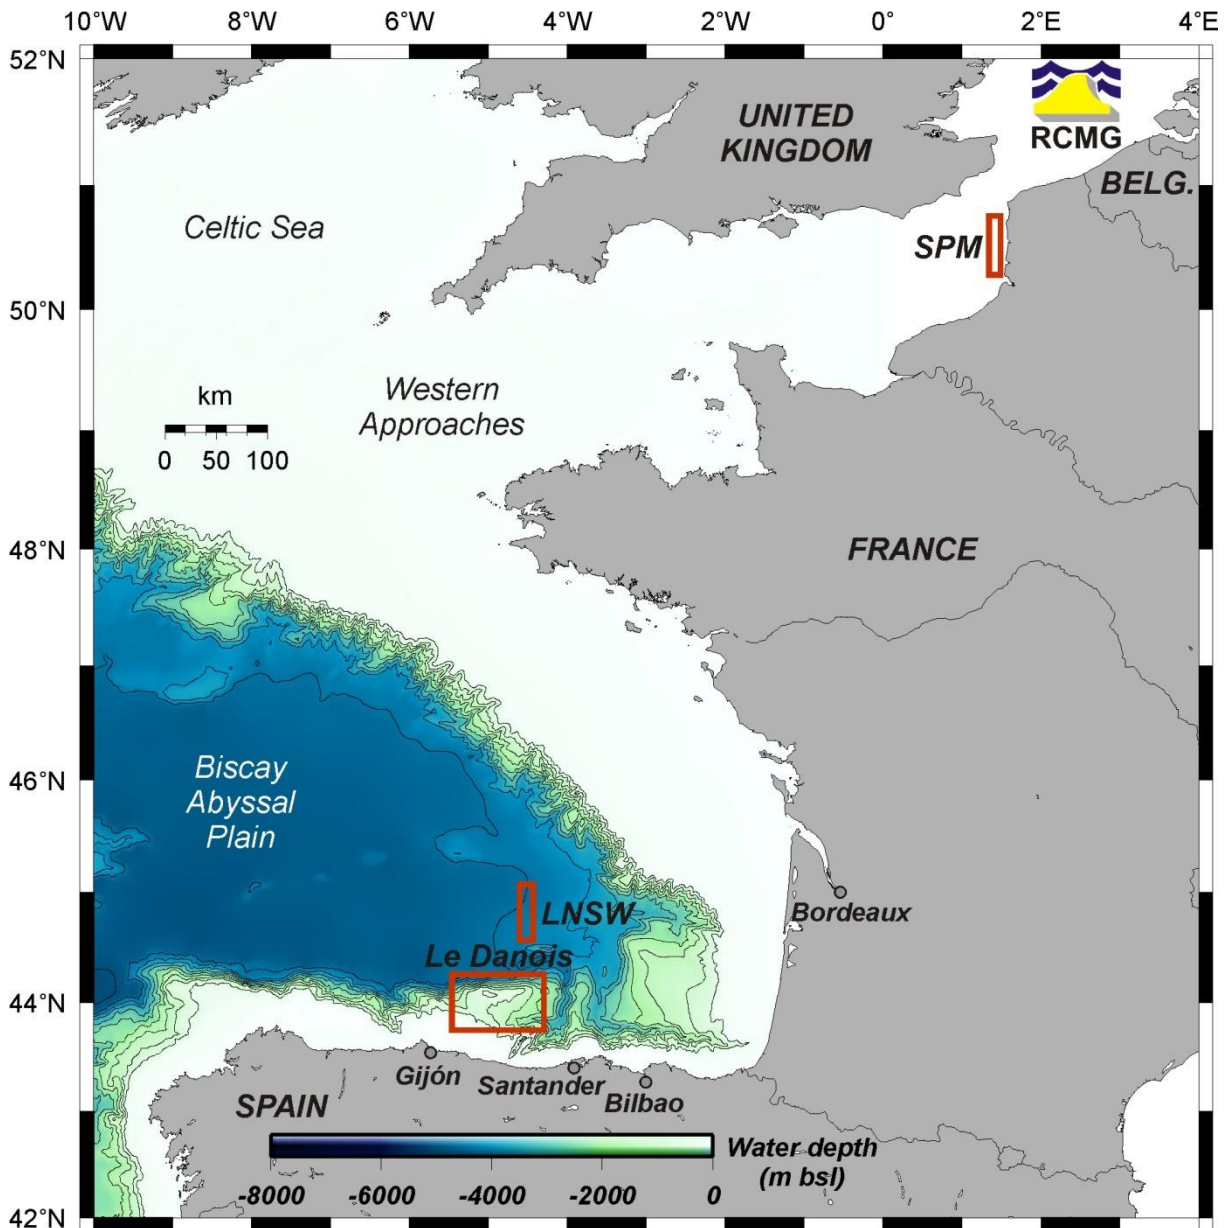 10°W 8°W 6°W 4°W 2°W 0° 2°E 4°E
52°N
UNITED
KINGDOM
RCMG
BELG.
Celtic Sea
SPM
50°N
Western
Approaches
km
0 50 100
48°N
FRANCE
46°N
Biscay
Abyssal
Plain
Bordeaux
LNSW
Le Danois
44°N
Gijón
Santander
Bilbao
SPAIN
Water depth
(m bsl)
-8000 -6000 -4000 -2000 0
42°N